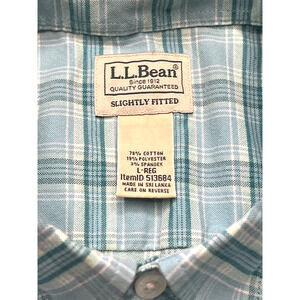 L.L.Bean®
Since 1912
QUALITY GUARANTEED
SLIGHTLY FITTED
78% COTTON
19% POLYESTER
3% SPANDEX
L-REG
ItemID 513684
MADE IN SRI LANKA
CARE ON REVERSE